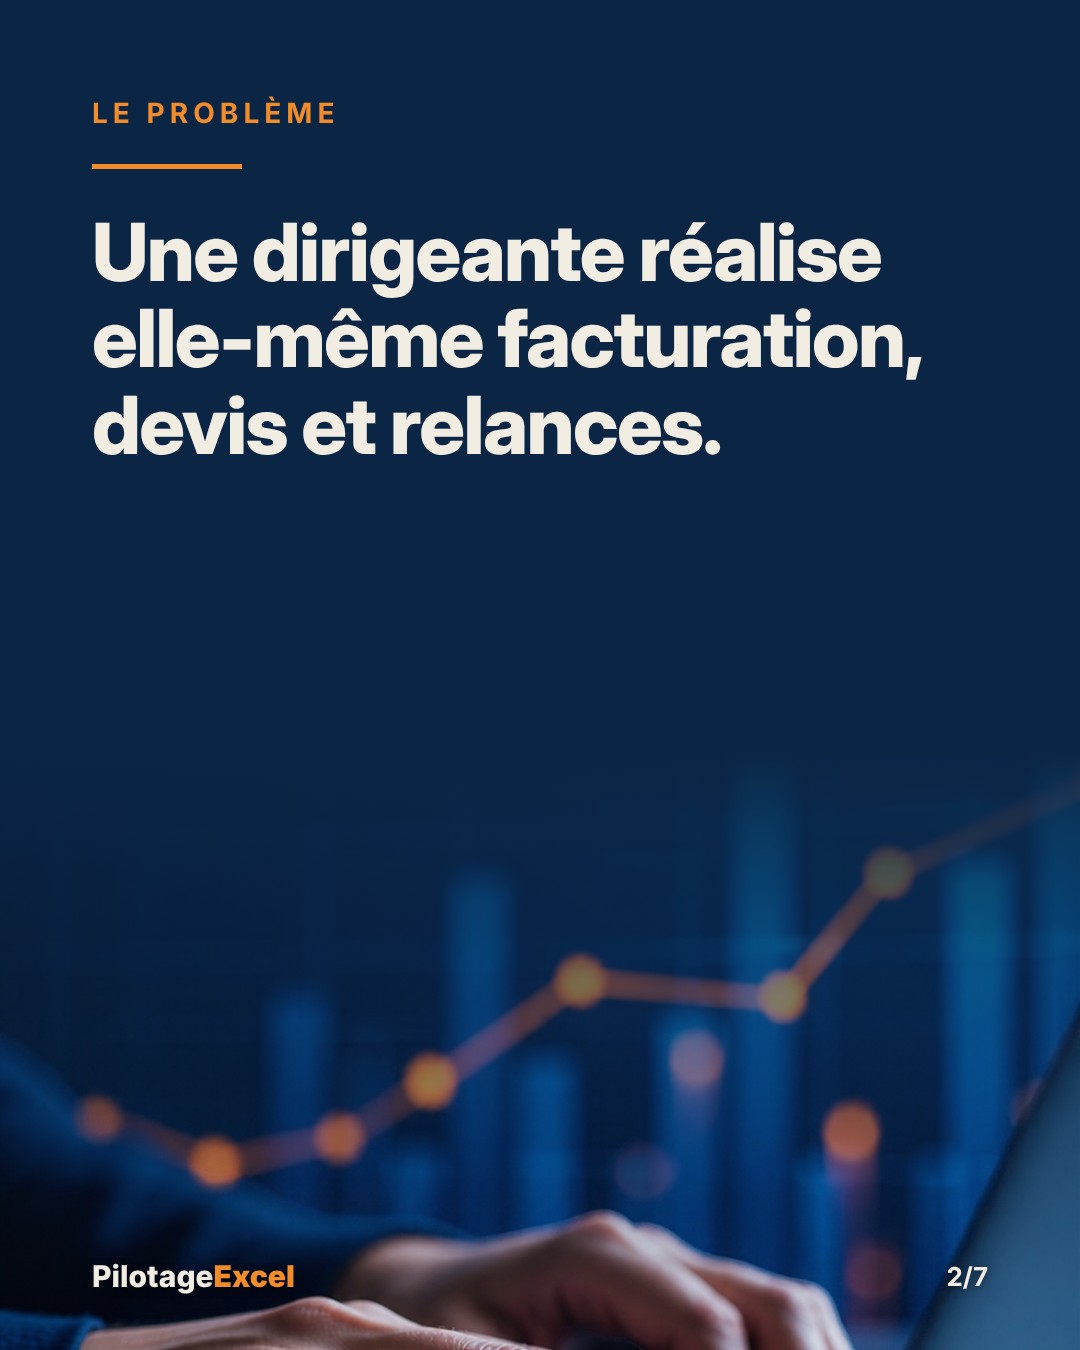 LE PROBLÈME
Une dirigeante réalise
elle-même facturation,
devis et relances.
PilotageExcel
2/7